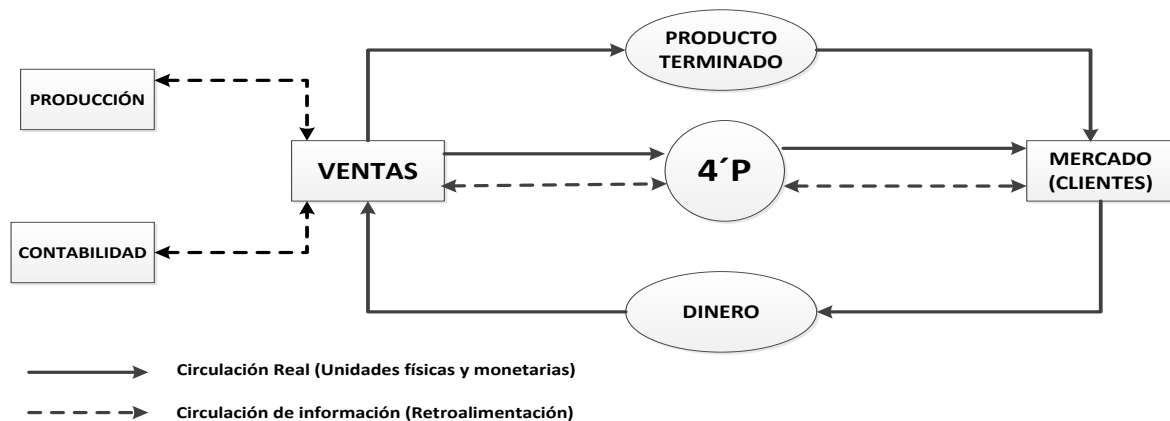 PRODUCTO
TERMINADO
PRODUCCIÓN
VENTAS
4´P
MERCADO
(CLIENTES)
CONTABILIDAD
DINERO
Circulación Real (Unidades físicas y monetarias)
Circulación de información (Retroalimentación)